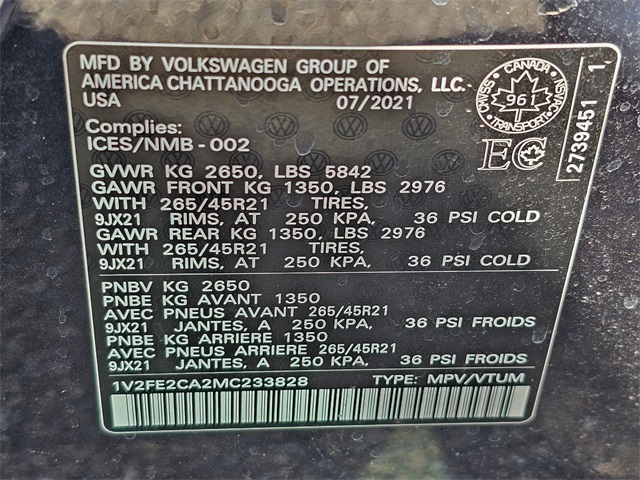 MFD BY VOLKSWAGEN GROUP OF
AMERICA CHATTANOOGA OPERATIONS, LLC.
USA 07/2021
CANADA
961
TRANSPORT
2739451 1
EC
Complies:
ICES/NMB-002
GVWR KG 2650, LBS 5842
GAWR FRONT KG 1350, LBS 2976
WITH 265/45R21 TIRES,
9JX21 RIMS, AT 250 KPA, 36 PSI COLD
GAWR REAR KG 1350, LBS 2976
WITH 265/45R21 TIRES,
9JX21 RIMS, AT 250 KPA, 36 PSI COLD
PNBV KG 2650
PNBE KG AVANT 1350
AVEC PNEUS AVANT 265/45R21
9JX21 JANTES, A 250 KPA, 36 PSI FROIDS
PNBE KG ARRIERE 1350
AVEC PNEUS ARRIERE 265/45R21
9JX21 JANTES, A 250 KPA, 36 PSI FROIDS
1V2FE2CA2MC233828 TYPE: MPV/VTUM